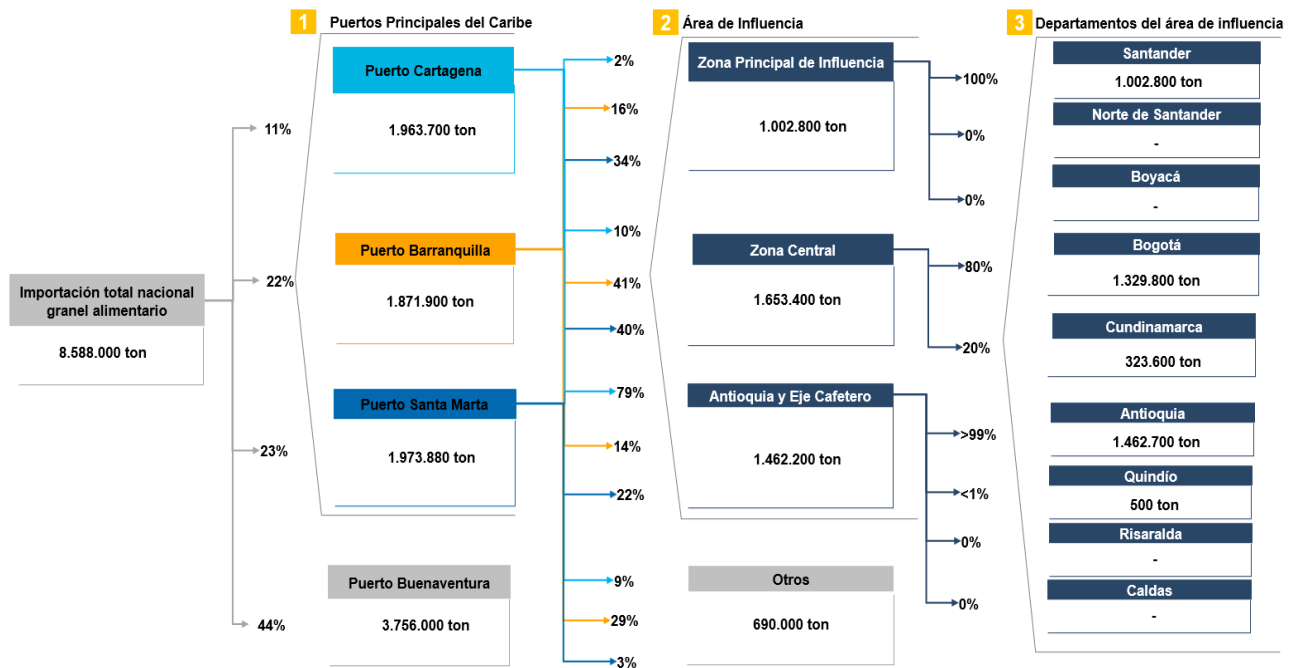 1 Puertos Principales del Caribe
2 Área de Influencia
3 Departamentos del área de influencia
Importación total nacional
granel alimentario
8.588.000 ton
11%
22%
23%
44%
Puerto Cartagena
1.963.700 ton
Puerto Barranquilla
1.871.900 ton
Puerto Santa Marta
1.973.880 ton
Puerto Buenaventura
3.756.000 ton
2%
16%
34%
10%
41%
40%
79%
14%
22%
9%
29%
3%
Zona Principal de Influencia
1.002.800 ton
Zona Central
1.653.400 ton
Antioquia y Eje Cafetero
1.462.200 ton
Otros
690.000 ton
100%
0%
0%
80%
20%
>99%
<1%
0%
0%
Santander
1.002.800 ton
Norte de Santander
-
Boyacá
-
Bogotá
1.329.800 ton
Cundinamarca
323.600 ton
Antioquia
1.462.700 ton
Quindío
500 ton
Risaralda
-
Caldas
-